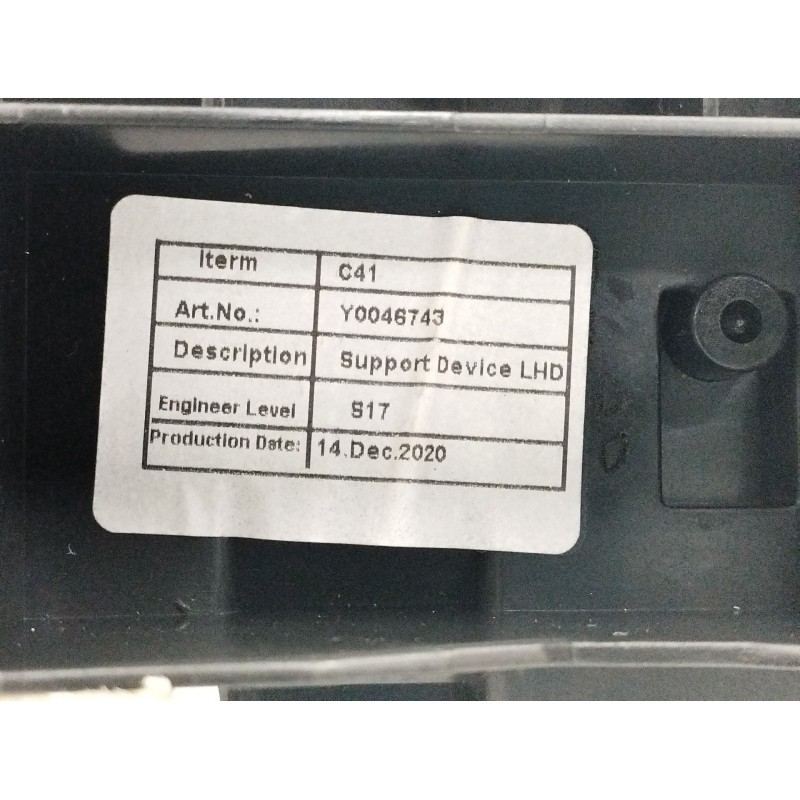 Iterm C41
Art.No.: Y0046743
Description Support Device LHD
Engineer Level S17
Production Date: 14.Dec.2020